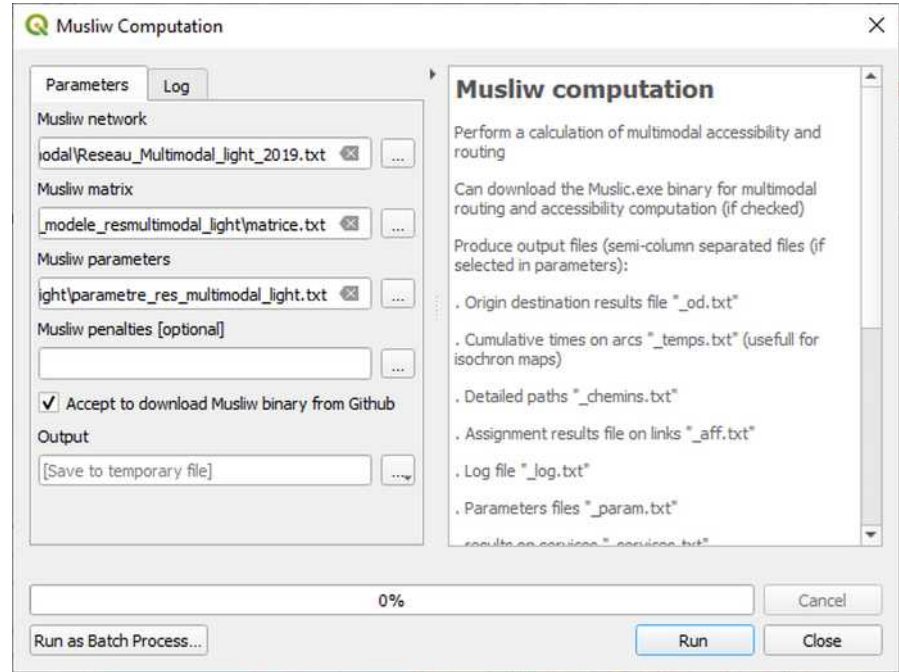 Musliw Computation
Parameters
Log
Musliw network
odal\Reseau_Multimodal_light_2019.txt
...
Musliw matrix
_modele_resmultimodal_light\matrice.txt
...
Musliw parameters
ight\parametre_res_multimodal_light.txt
...
Musliw penalties [optional]
...
Accept to download Musliw binary from Github
Output
[Save to temporary file]
...
Musliw computation
Perform a calculation of multimodal accessibility and
routing
Can download the Muslic.exe binary for multimodal
routing and accessibility computation (if checked)
Produce output files (semi-column separated files (if
selected in parameters):
. Origin destination results file "_od.txt"
. Cumulative times on arcs "_temps.txt" (usefull for
isochron maps)
. Detailed paths "_chemins.txt"
. Assignment results file on links "_aff.txt"
. Log file "_log.txt"
. Parameters files "_param.txt"
results on services "_services.txt"
0%
Cancel
Run as Batch Process...
Run
Close